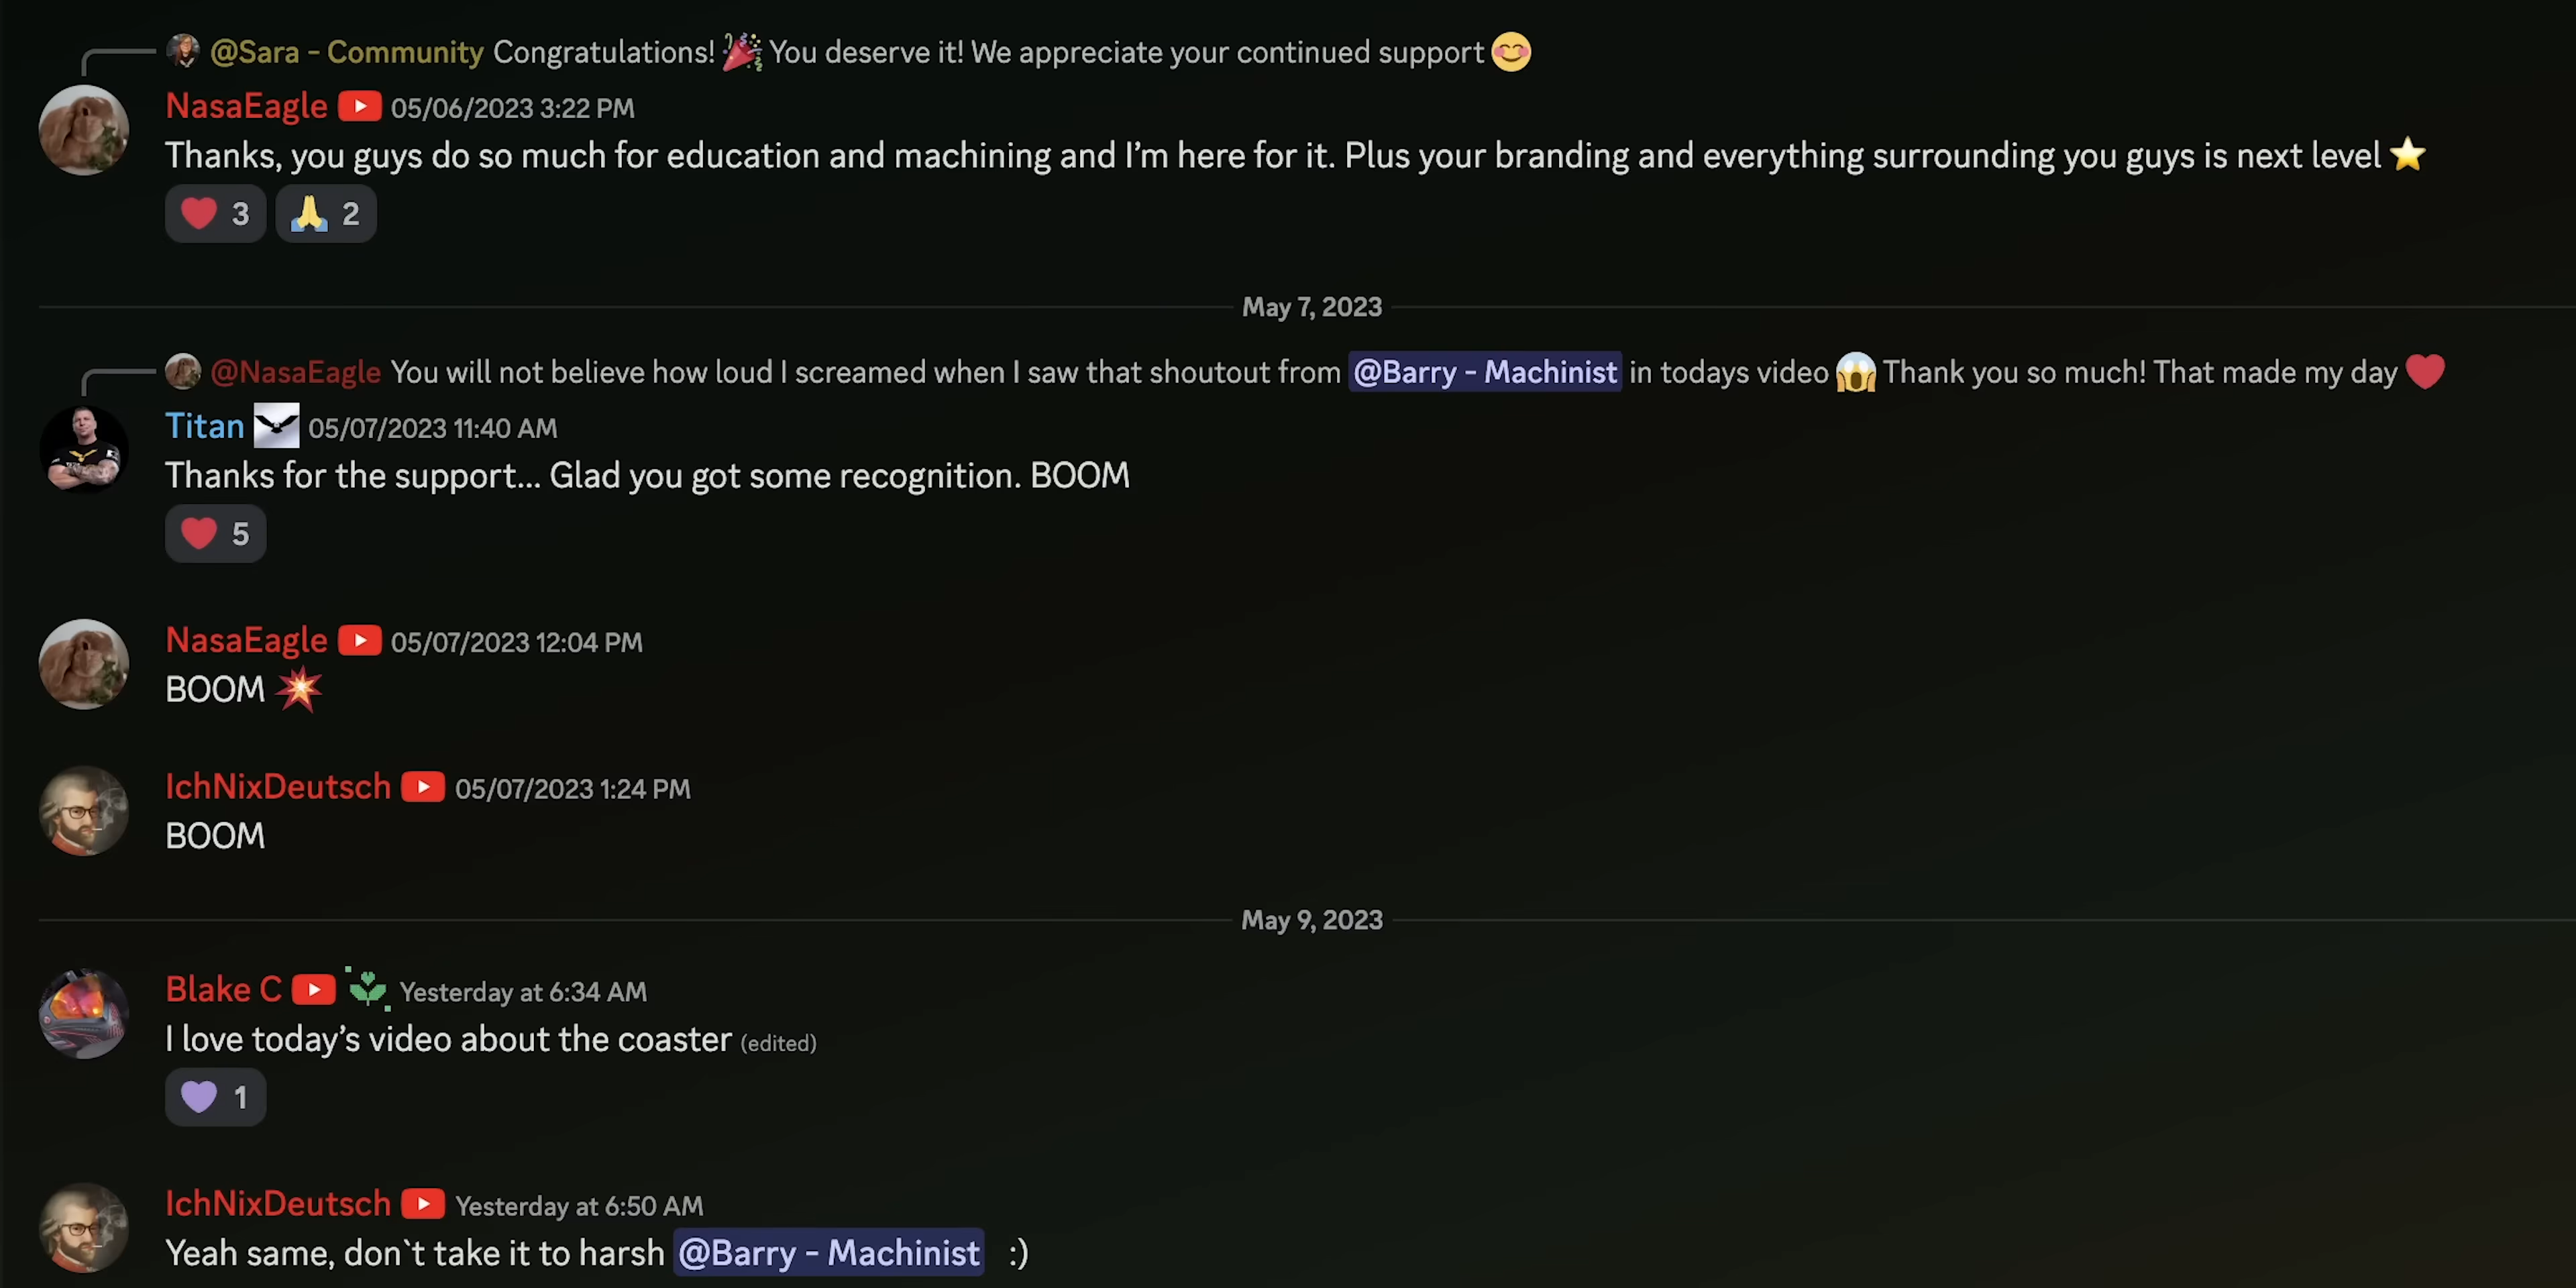 @Sara - Community Congratulations! 🎉 You deserve it! We appreciate your continued support 😊
NasaEagle 05/06/2023 3:22 PM
Thanks, you guys do so much for education and machining and I’m here for it. Plus your branding and everything surrounding you guys is next level ⭐
❤️ 3 🙏 2
May 7, 2023
@NasaEagle You will not believe how loud I screamed when I saw that shoutout from @Barry - Machinist in todays video 😱 Thank you so much! That made my day ❤️
Titan 05/07/2023 11:40 AM
Thanks for the support... Glad you got some recognition. BOOM
❤️ 5
NasaEagle 05/07/2023 12:04 PM
BOOM 💥
IchNixDeutsch 05/07/2023 1:24 PM
BOOM
May 9, 2023
Blake C Yesterday at 6:34 AM
I love today’s video about the coaster (edited)
💜 1
IchNixDeutsch Yesterday at 6:50 AM
Yeah same, don`t take it to harsh @Barry - Machinist :)